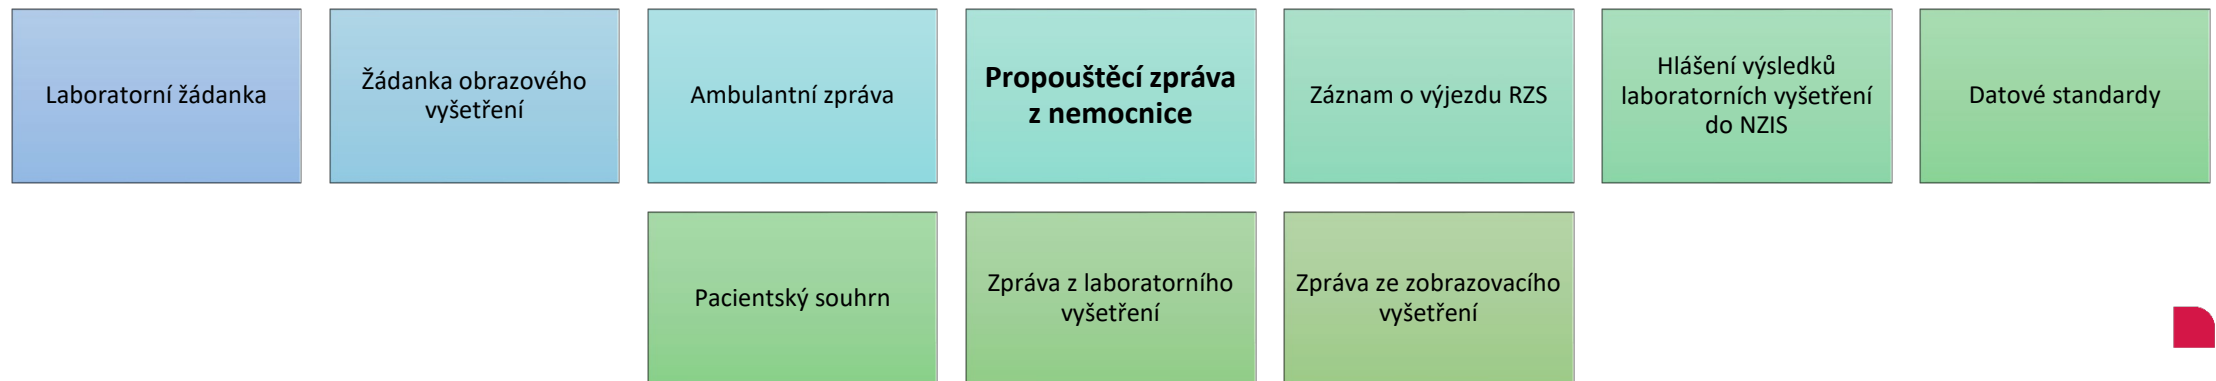 Laboratorní žádanka
Žádanka obrazového
vyšetření
Ambulantní zpráva
Propouštěcí zpráva
z nemocnice
Záznam o výjezdu RZS
Hlášení výsledků
laboratorních vyšetření
do NZIS
Datové standardy
Pacientský souhrn
Zpráva z laboratorního
vyšetření
Zpráva ze zobrazovacího
vyšetření